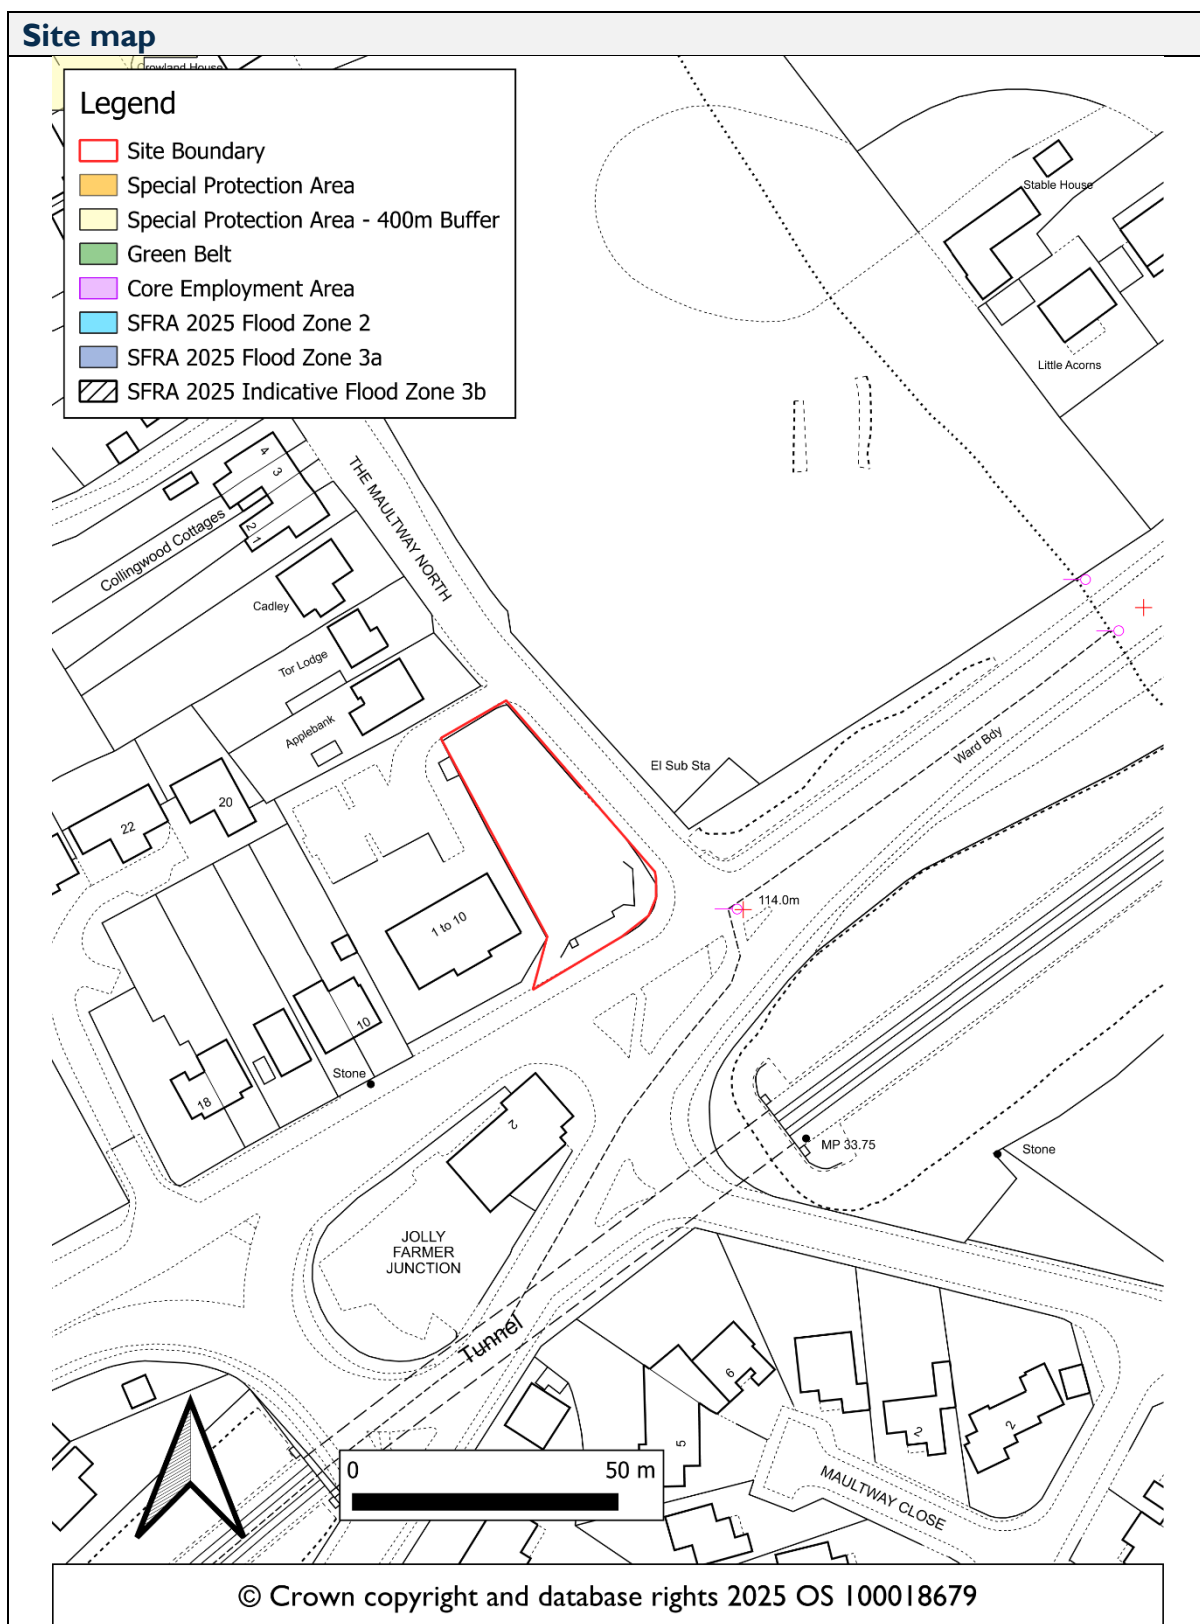 Site map
Crowland House
Legend
Site Boundary
Special Protection Area
Special Protection Area - 400m Buffer
Green Belt
Core Employment Area
SFRA 2025 Flood Zone 2
SFRA 2025 Flood Zone 3a
SFRA 2025 Indicative Flood Zone 3b
Stable House
Little Acorns
THE MAULTWAY NORTH
4
3
2
1
Collingwood Cottages
Cadley
Tor Lodge
Applebank
El Sub Sta
Ward Bdy
20
22
114.0m
1 to 10
10
18
Stone
2
MP 33.75
Stone
JOLLY
FARMER
JUNCTION
Tunnel
6
5
2
2
MAULTWAY CLOSE
0 50 m
© Crown copyright and database rights 2025 OS 100018679